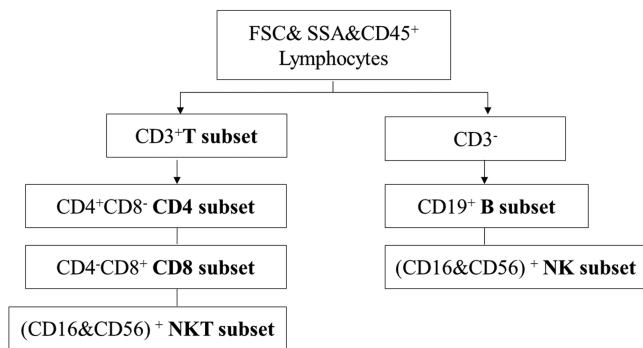 FSC& SSA&CD45⁺
Lymphocytes
CD3⁺T subset
CD3⁻
CD4⁺CD8⁻ CD4 subset
CD19⁺ B subset
CD4⁻CD8⁺ CD8 subset
(CD16&CD56) ⁺ NK subset
(CD16&CD56) ⁺ NKT subset